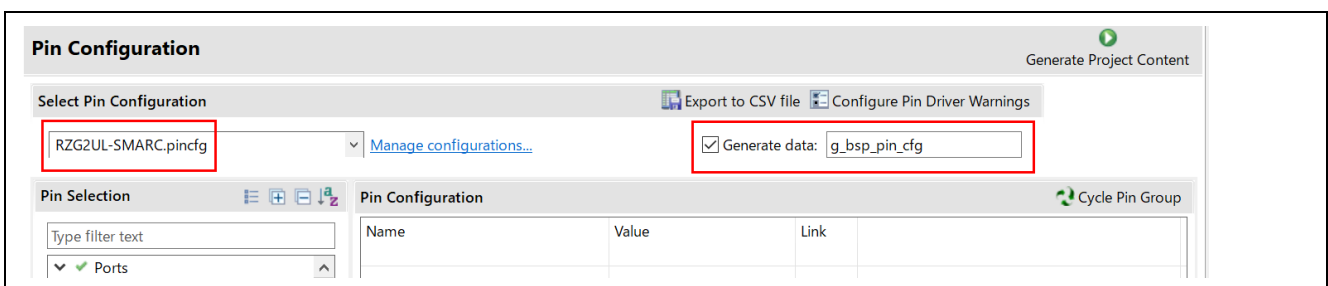 Pin Configuration
Generate Project Content
Select Pin Configuration
Export to CSV file Configure Pin Driver Warnings
RZG2UL-SMARC.pincfg Manage configurations... Generate data: g_bsp_pin_cfg
Pin Selection
Pin Configuration
Cycle Pin Group
Type filter text
Name Value Link
Ports